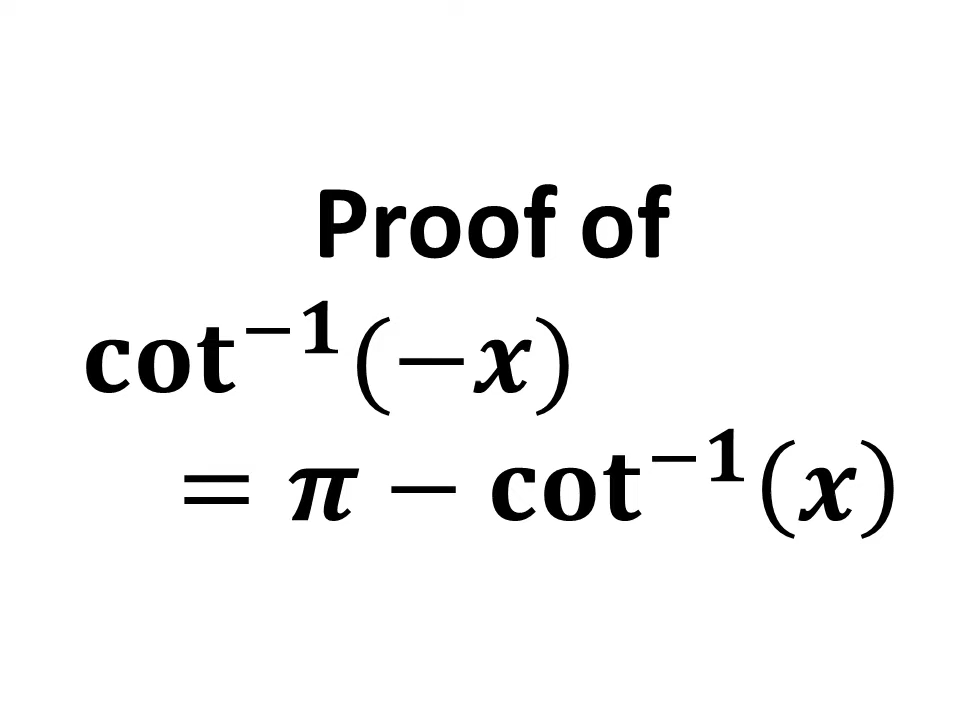 Proof of
cot⁻¹(−x)
= π − cot⁻¹(x)